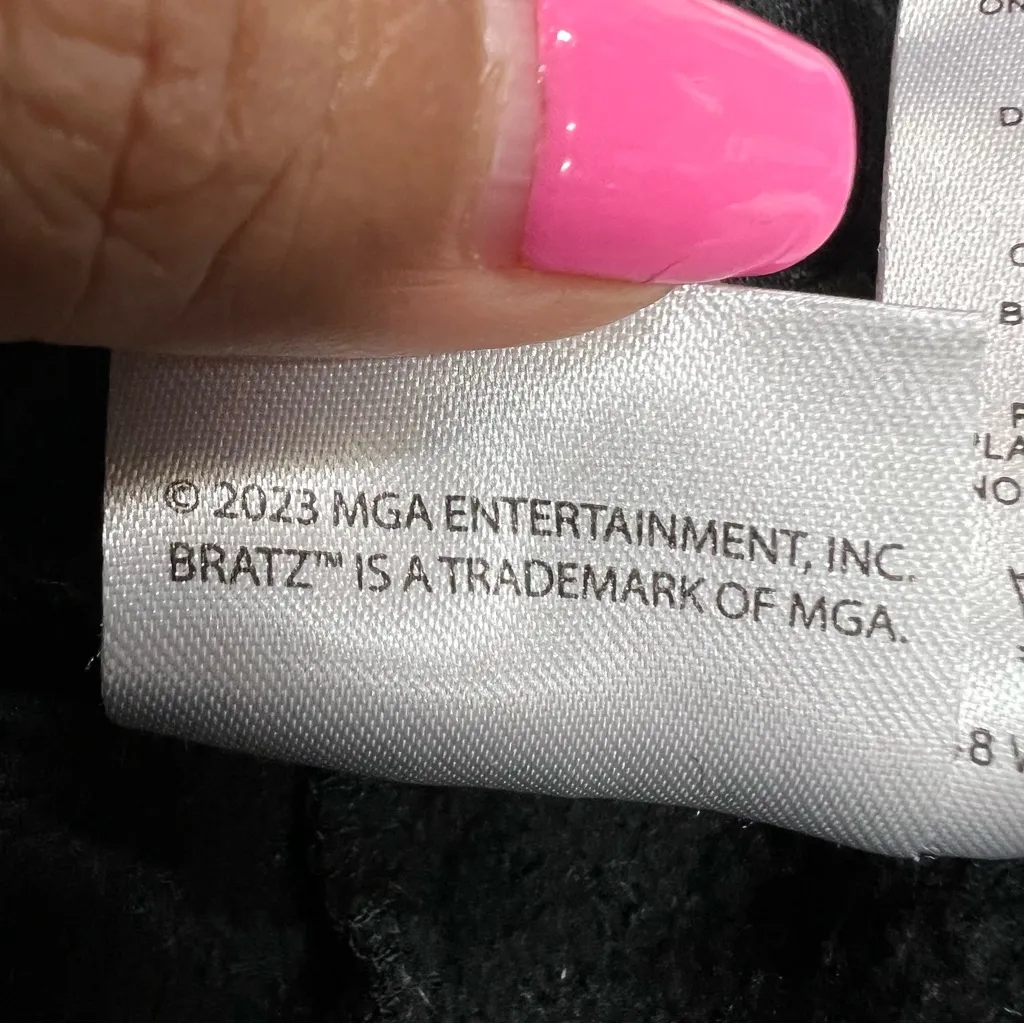 © 2023 MGA ENTERTAINMENT, INC.
BRATZ™ IS A TRADEMARK OF MGA.